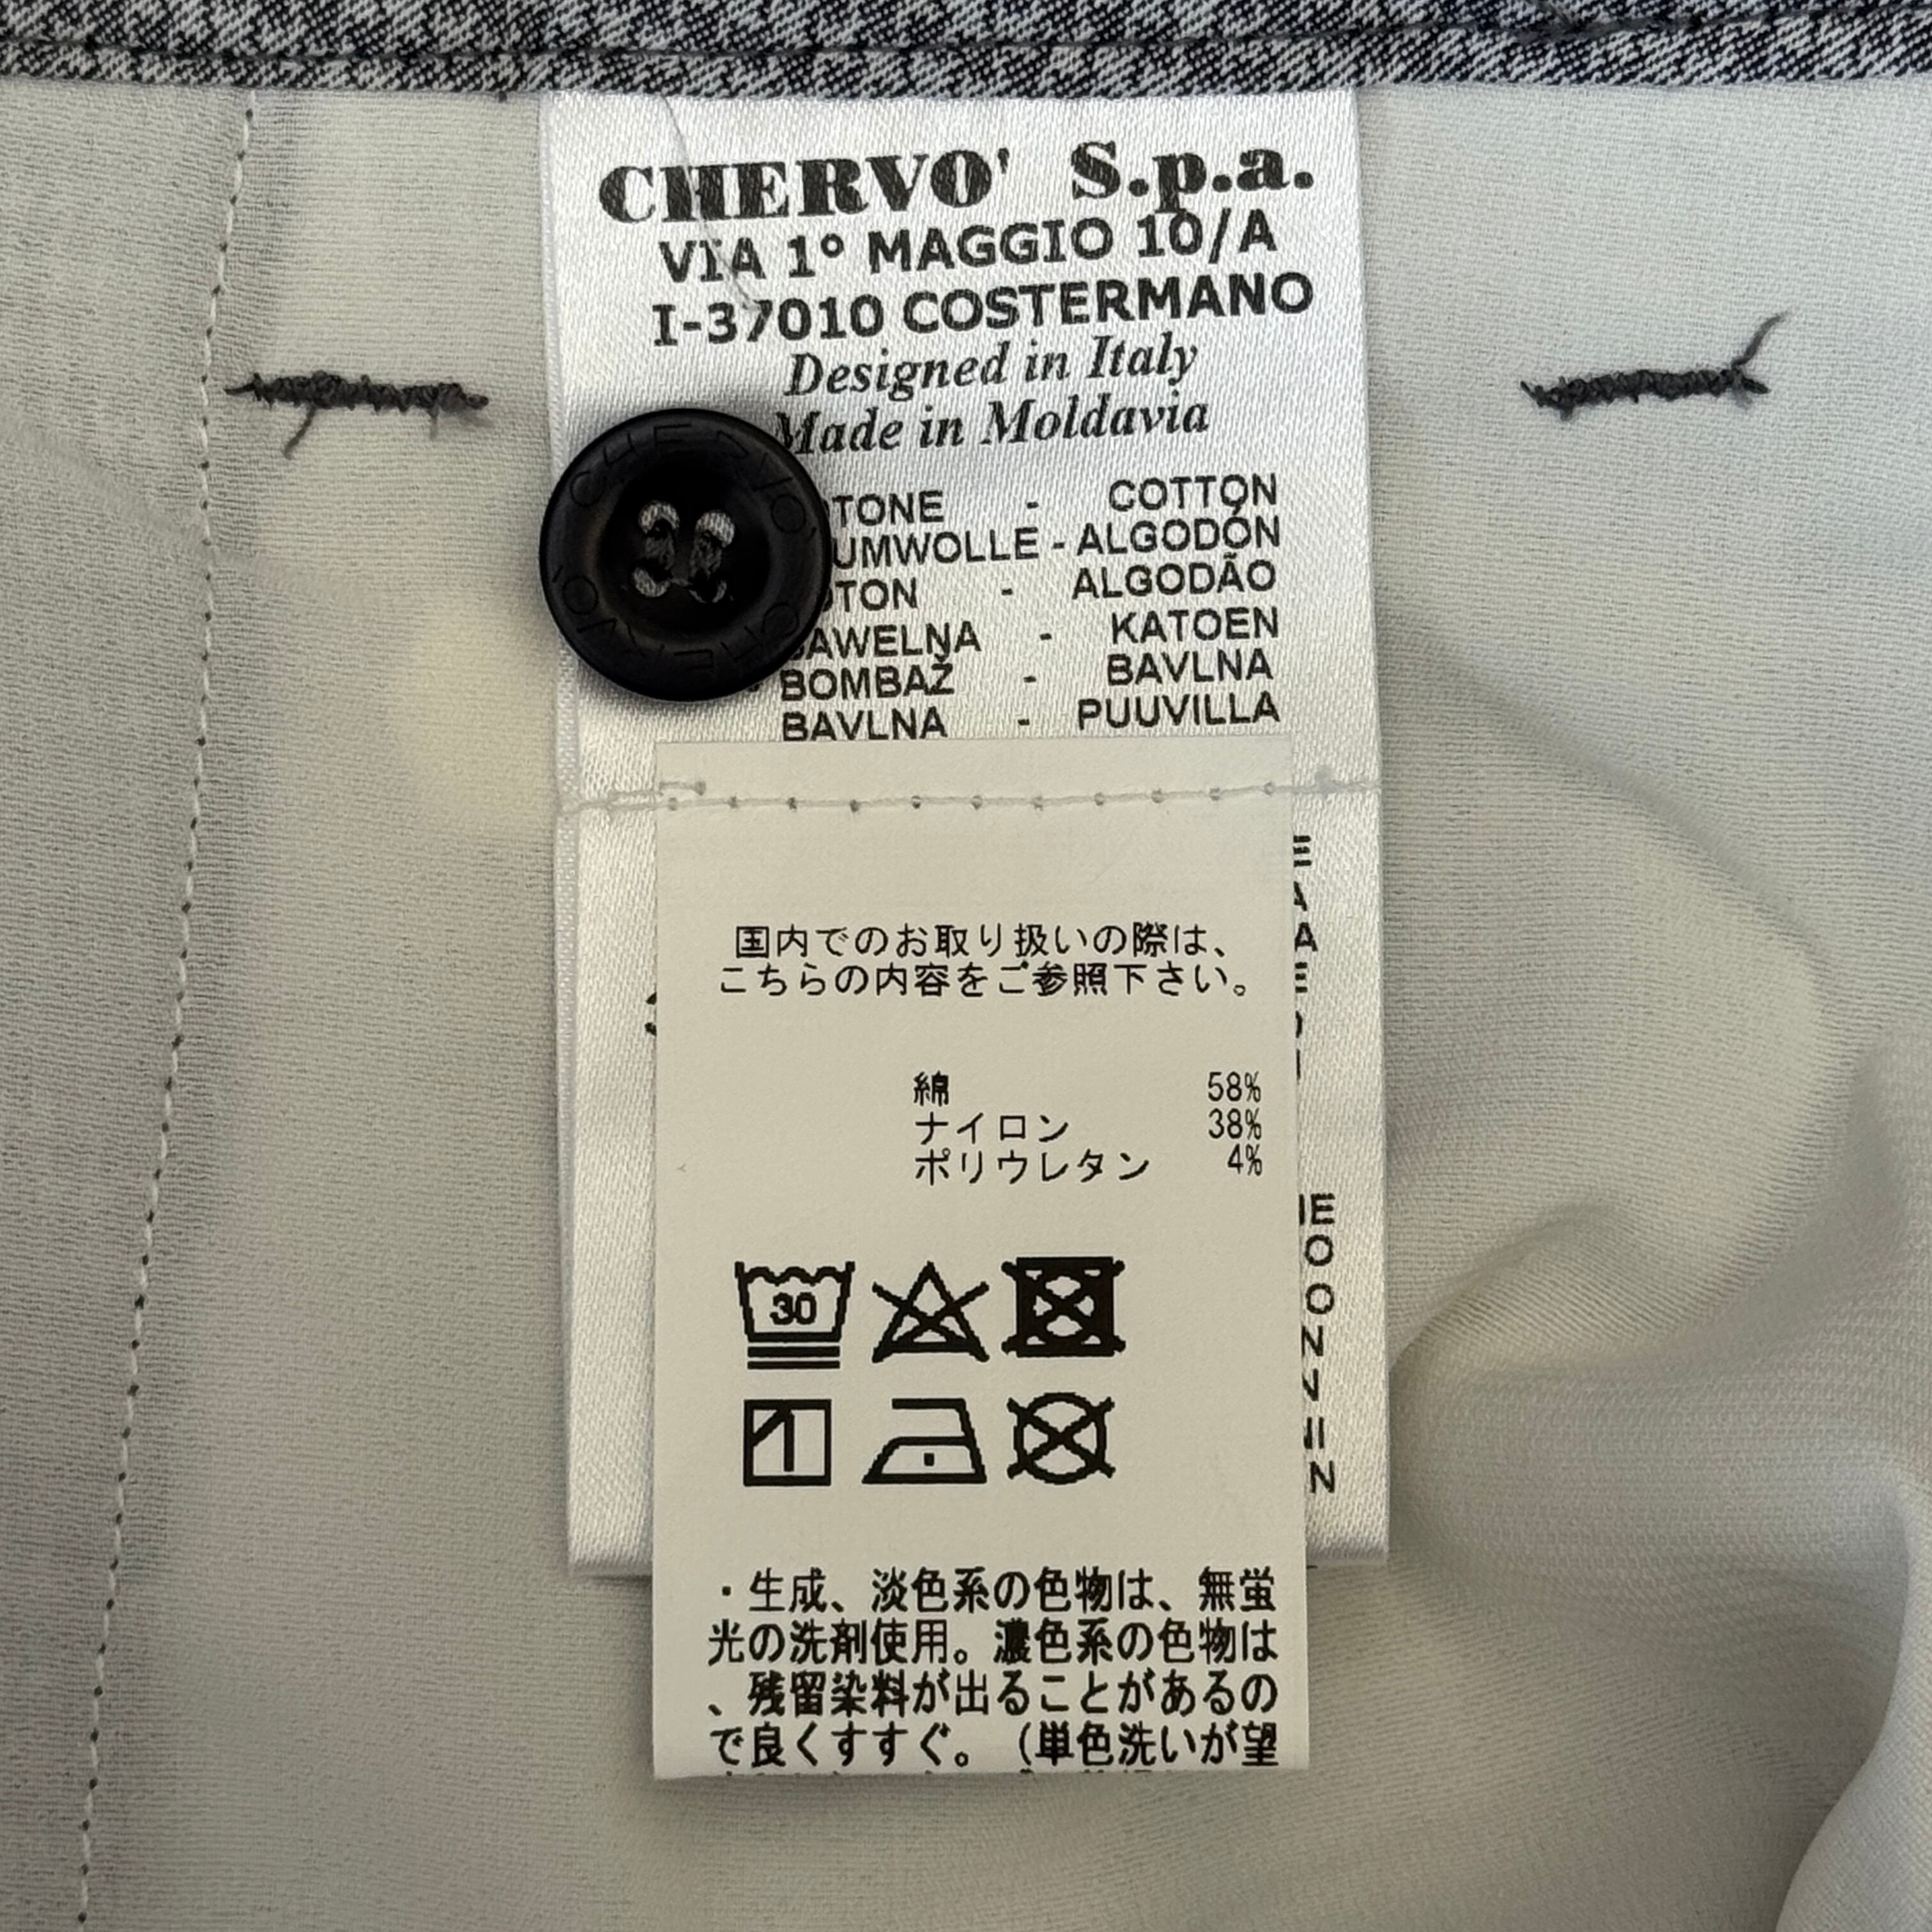 CHERVO' S.p.a.
VIA 1° MAGGIO 10/A
I-37010 COSTERMANO
Designed in Italy
Made in Moldavia
- COTTON
- ALGODÓN
- ALGODÃO
- KATOEN
BOMBAŽ - BAVLNA
BAVLNA - PUUVILLA
CHERVO' CHERVO'
国内でのお取り扱いの際は、
こちらの内容をご参照下さい。
綿 58%
ナイロン 38%
ポリウレタン 4%
30
・生成、淡色系の色物は、無蛍
光の洗剤使用。濃色系の色物は
、残留染料が出ることがあるの
で良くすすぐ。(単色洗いが望